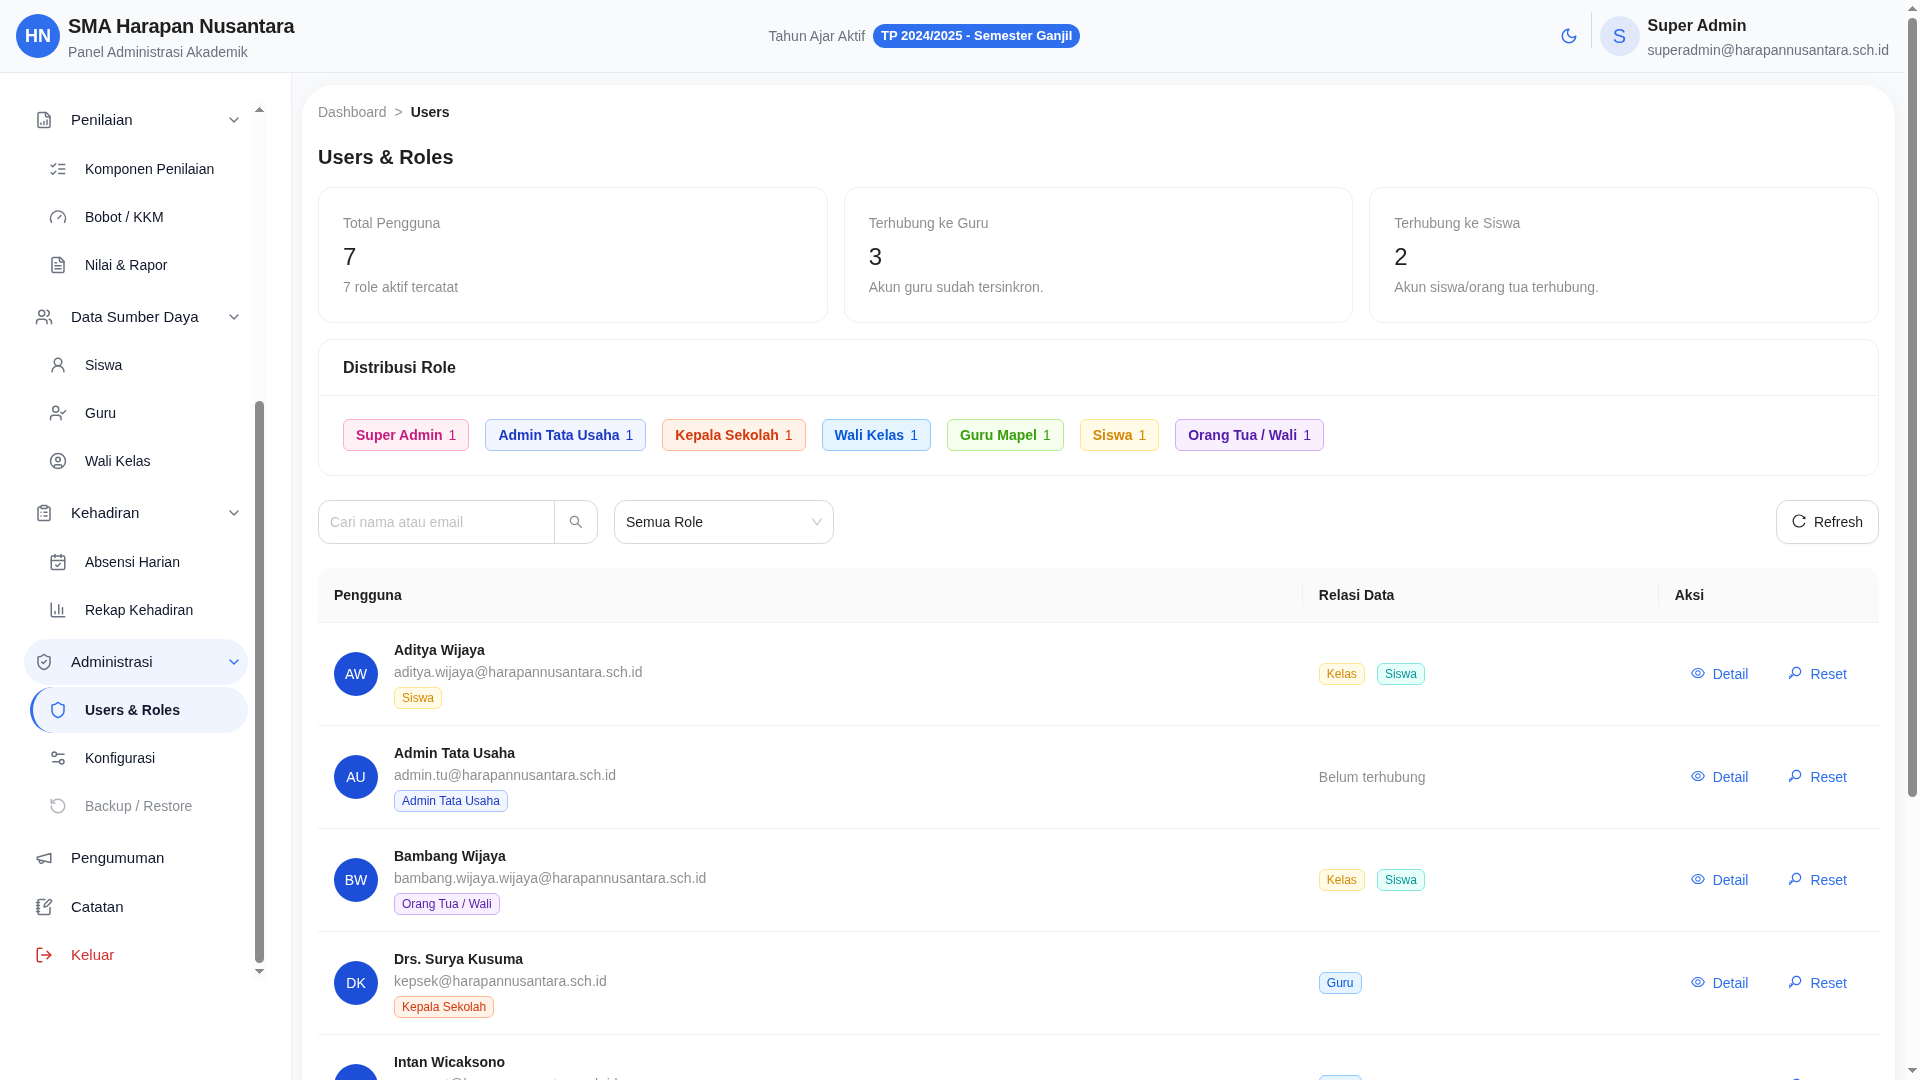 HN
SMA Harapan Nusantara
Panel Administrasi Akademik
Tahun Ajar Aktif
TP 2024/2025 - Semester Ganjil
S
Super Admin
superadmin@harapannusantara.sch.id
Penilaian
Komponen Penilaian
Bobot / KKM
Nilai & Rapor
Data Sumber Daya
Siswa
Guru
Wali Kelas
Kehadiran
Absensi Harian
Rekap Kehadiran
Administrasi
Users & Roles
Konfigurasi
Backup / Restore
Pengumuman
Catatan
Keluar
Dashboard > Users
Users & Roles
Total Pengguna
7
7 role aktif tercatat
Terhubung ke Guru
3
Akun guru sudah tersinkron.
Terhubung ke Siswa
2
Akun siswa/orang tua terhubung.
Distribusi Role
Super Admin 1
Admin Tata Usaha 1
Kepala Sekolah 1
Wali Kelas 1
Guru Mapel 1
Siswa 1
Orang Tua / Wali 1
Cari nama atau email
Semua Role
Refresh
Pengguna
Relasi Data
Aksi
AW
Aditya Wijaya
aditya.wijaya@harapannusantara.sch.id
Siswa
Kelas
Siswa
Detail
Reset
AU
Admin Tata Usaha
admin.tu@harapannusantara.sch.id
Admin Tata Usaha
Belum terhubung
Detail
Reset
BW
Bambang Wijaya
bambang.wijaya.wijaya@harapannusantara.sch.id
Orang Tua / Wali
Kelas
Siswa
Detail
Reset
DK
Drs. Surya Kusuma
kepsek@harapannusantara.sch.id
Kepala Sekolah
Guru
Detail
Reset
Intan Wicaksono